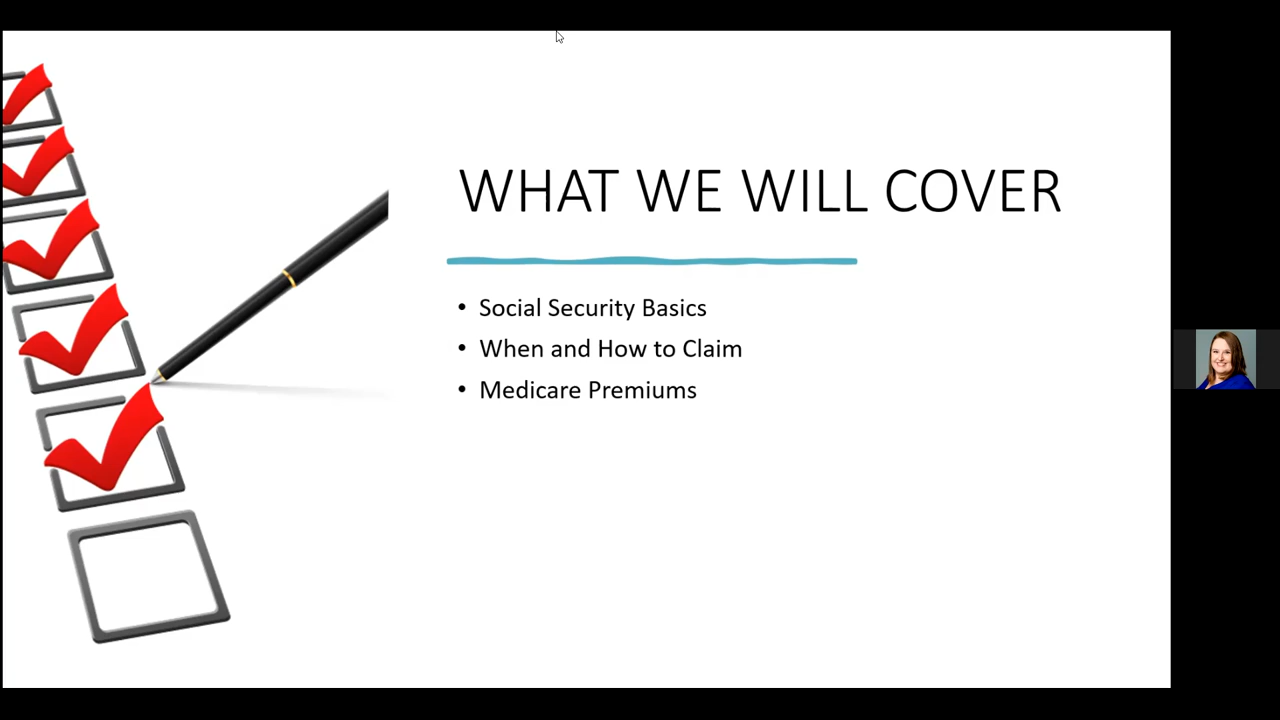 WHAT WE WILL COVER
• Social Security Basics
• When and How to Claim
• Medicare Premiums